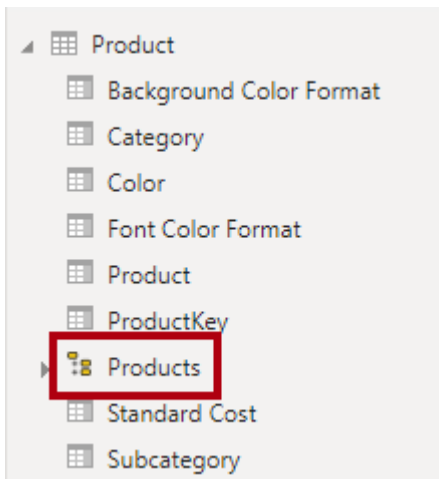 Product
Background Color Format
Category
Color
Font Color Format
Product
ProductKey
Products
Standard Cost
Subcategory